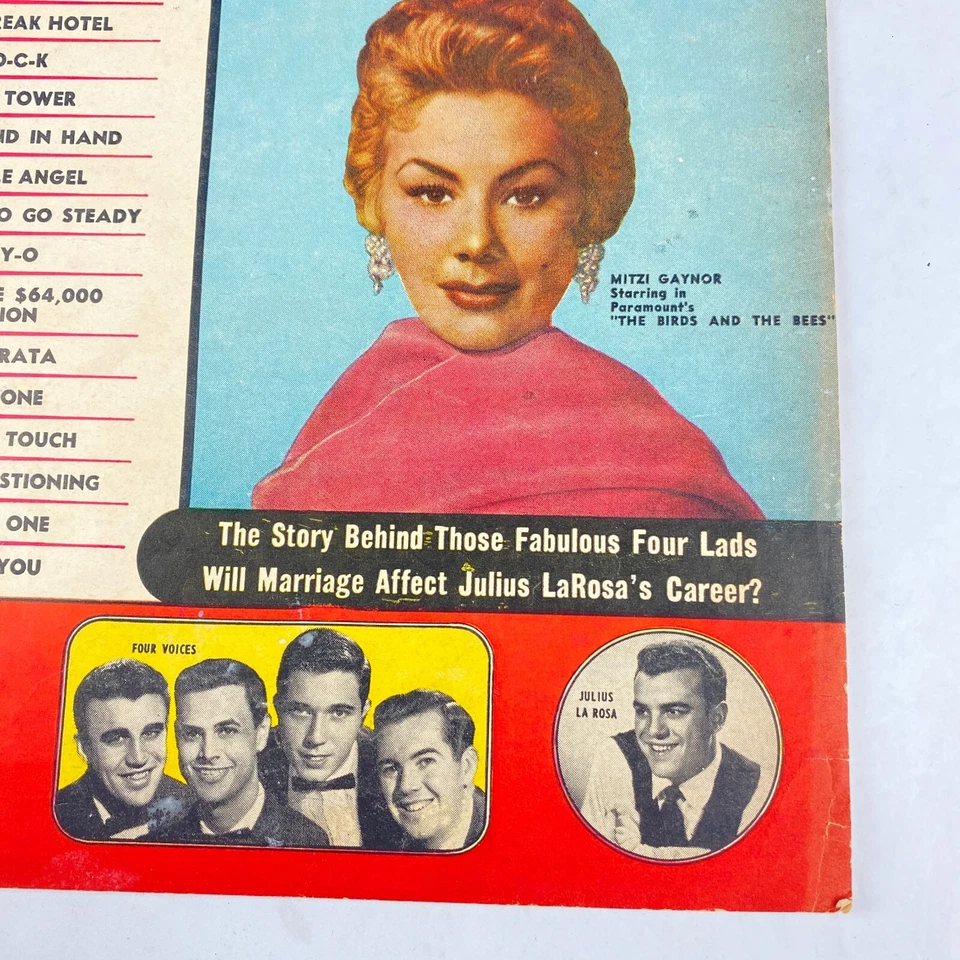 REAK HOTEL
O-C-K
TOWER
ND IN HAND
LE ANGEL
O GO STEADY
Y-O
E $64,000
ION
RATA
ONE
TOUCH
STIONING
ONE
YOU
MITZI GAYNOR
Starring in
Paramount's
"THE BIRDS AND THE BEES"
The Story Behind Those Fabulous Four Lads
Will Marriage Affect Julius LaRosa's Career?
FOUR VOICES
JULIUS
LA ROSA